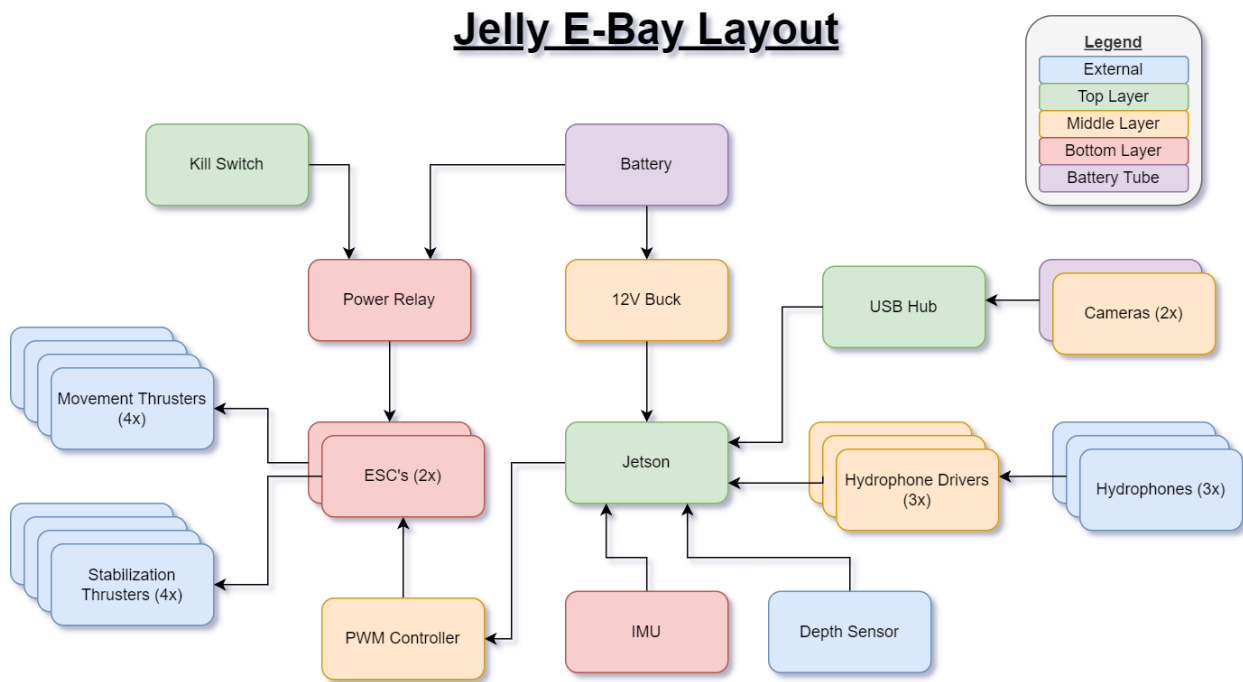 Jelly E-Bay Layout
Legend
External
Top Layer
Middle Layer
Bottom Layer
Battery Tube
Kill Switch
Battery
Power Relay
12V Buck
USB Hub
Cameras (2x)
Movement Thrusters
(4x)
ESC's (2x)
Jetson
Hydrophone Drivers
(3x)
Hydrophones (3x)
Stabilization
Thrusters (4x)
PWM Controller
IMU
Depth Sensor